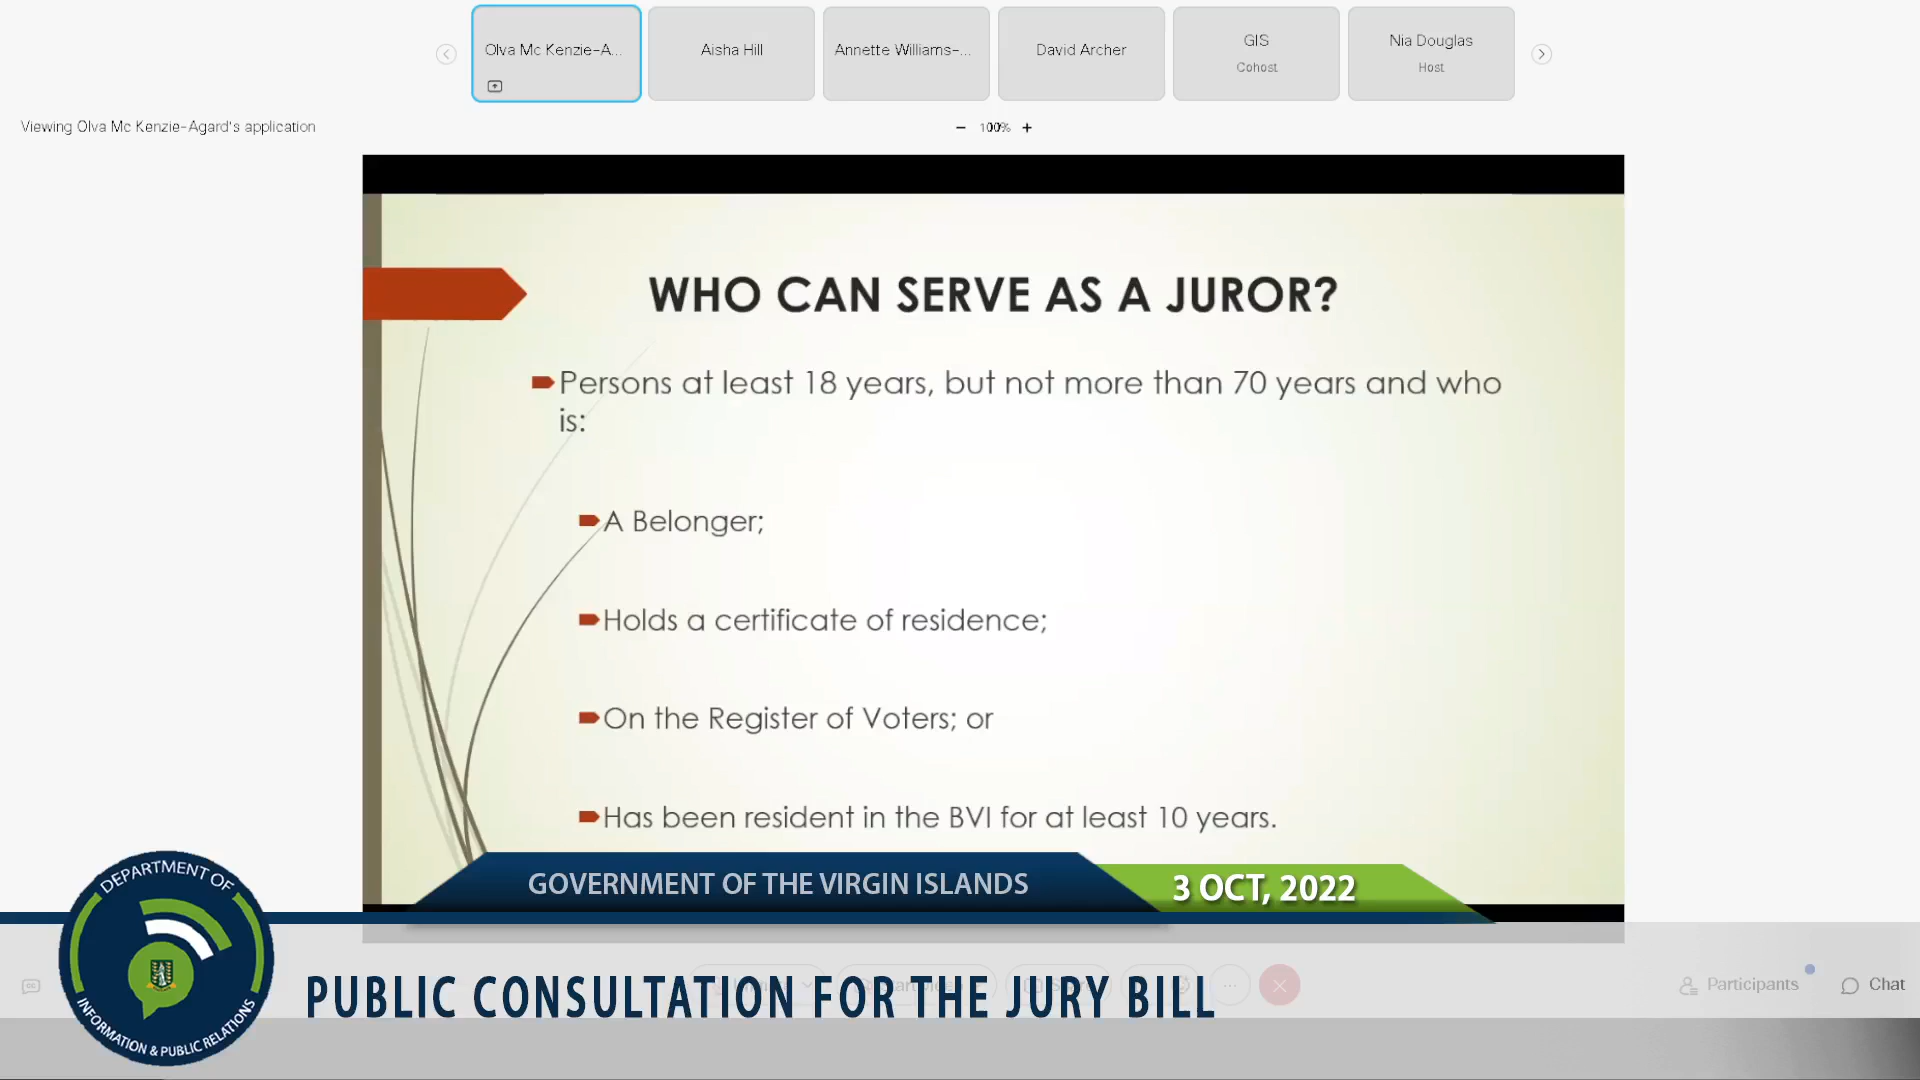 Olva Mc Kenzie-A...
Aisha Hill
Annette Williams-...
David Archer
GIS
Cohost
Nia Douglas
Host
Viewing Olva Mc Kenzie-Agard's application
WHO CAN SERVE AS A JUROR?
Persons at least 18 years, but not more than 70 years and who
is:
A Belonger;
Holds a certificate of residence;
On the Register of Voters; or
Has been resident in the BVI for at least 10 years.
GOVERNMENT OF THE VIRGIN ISLANDS
3 OCT, 2022
DEPARTMENT OF
INFORMATION & PUBLIC RELATIONS
PUBLIC CONSULTATION FOR THE JURY BILL
Participants
Chat